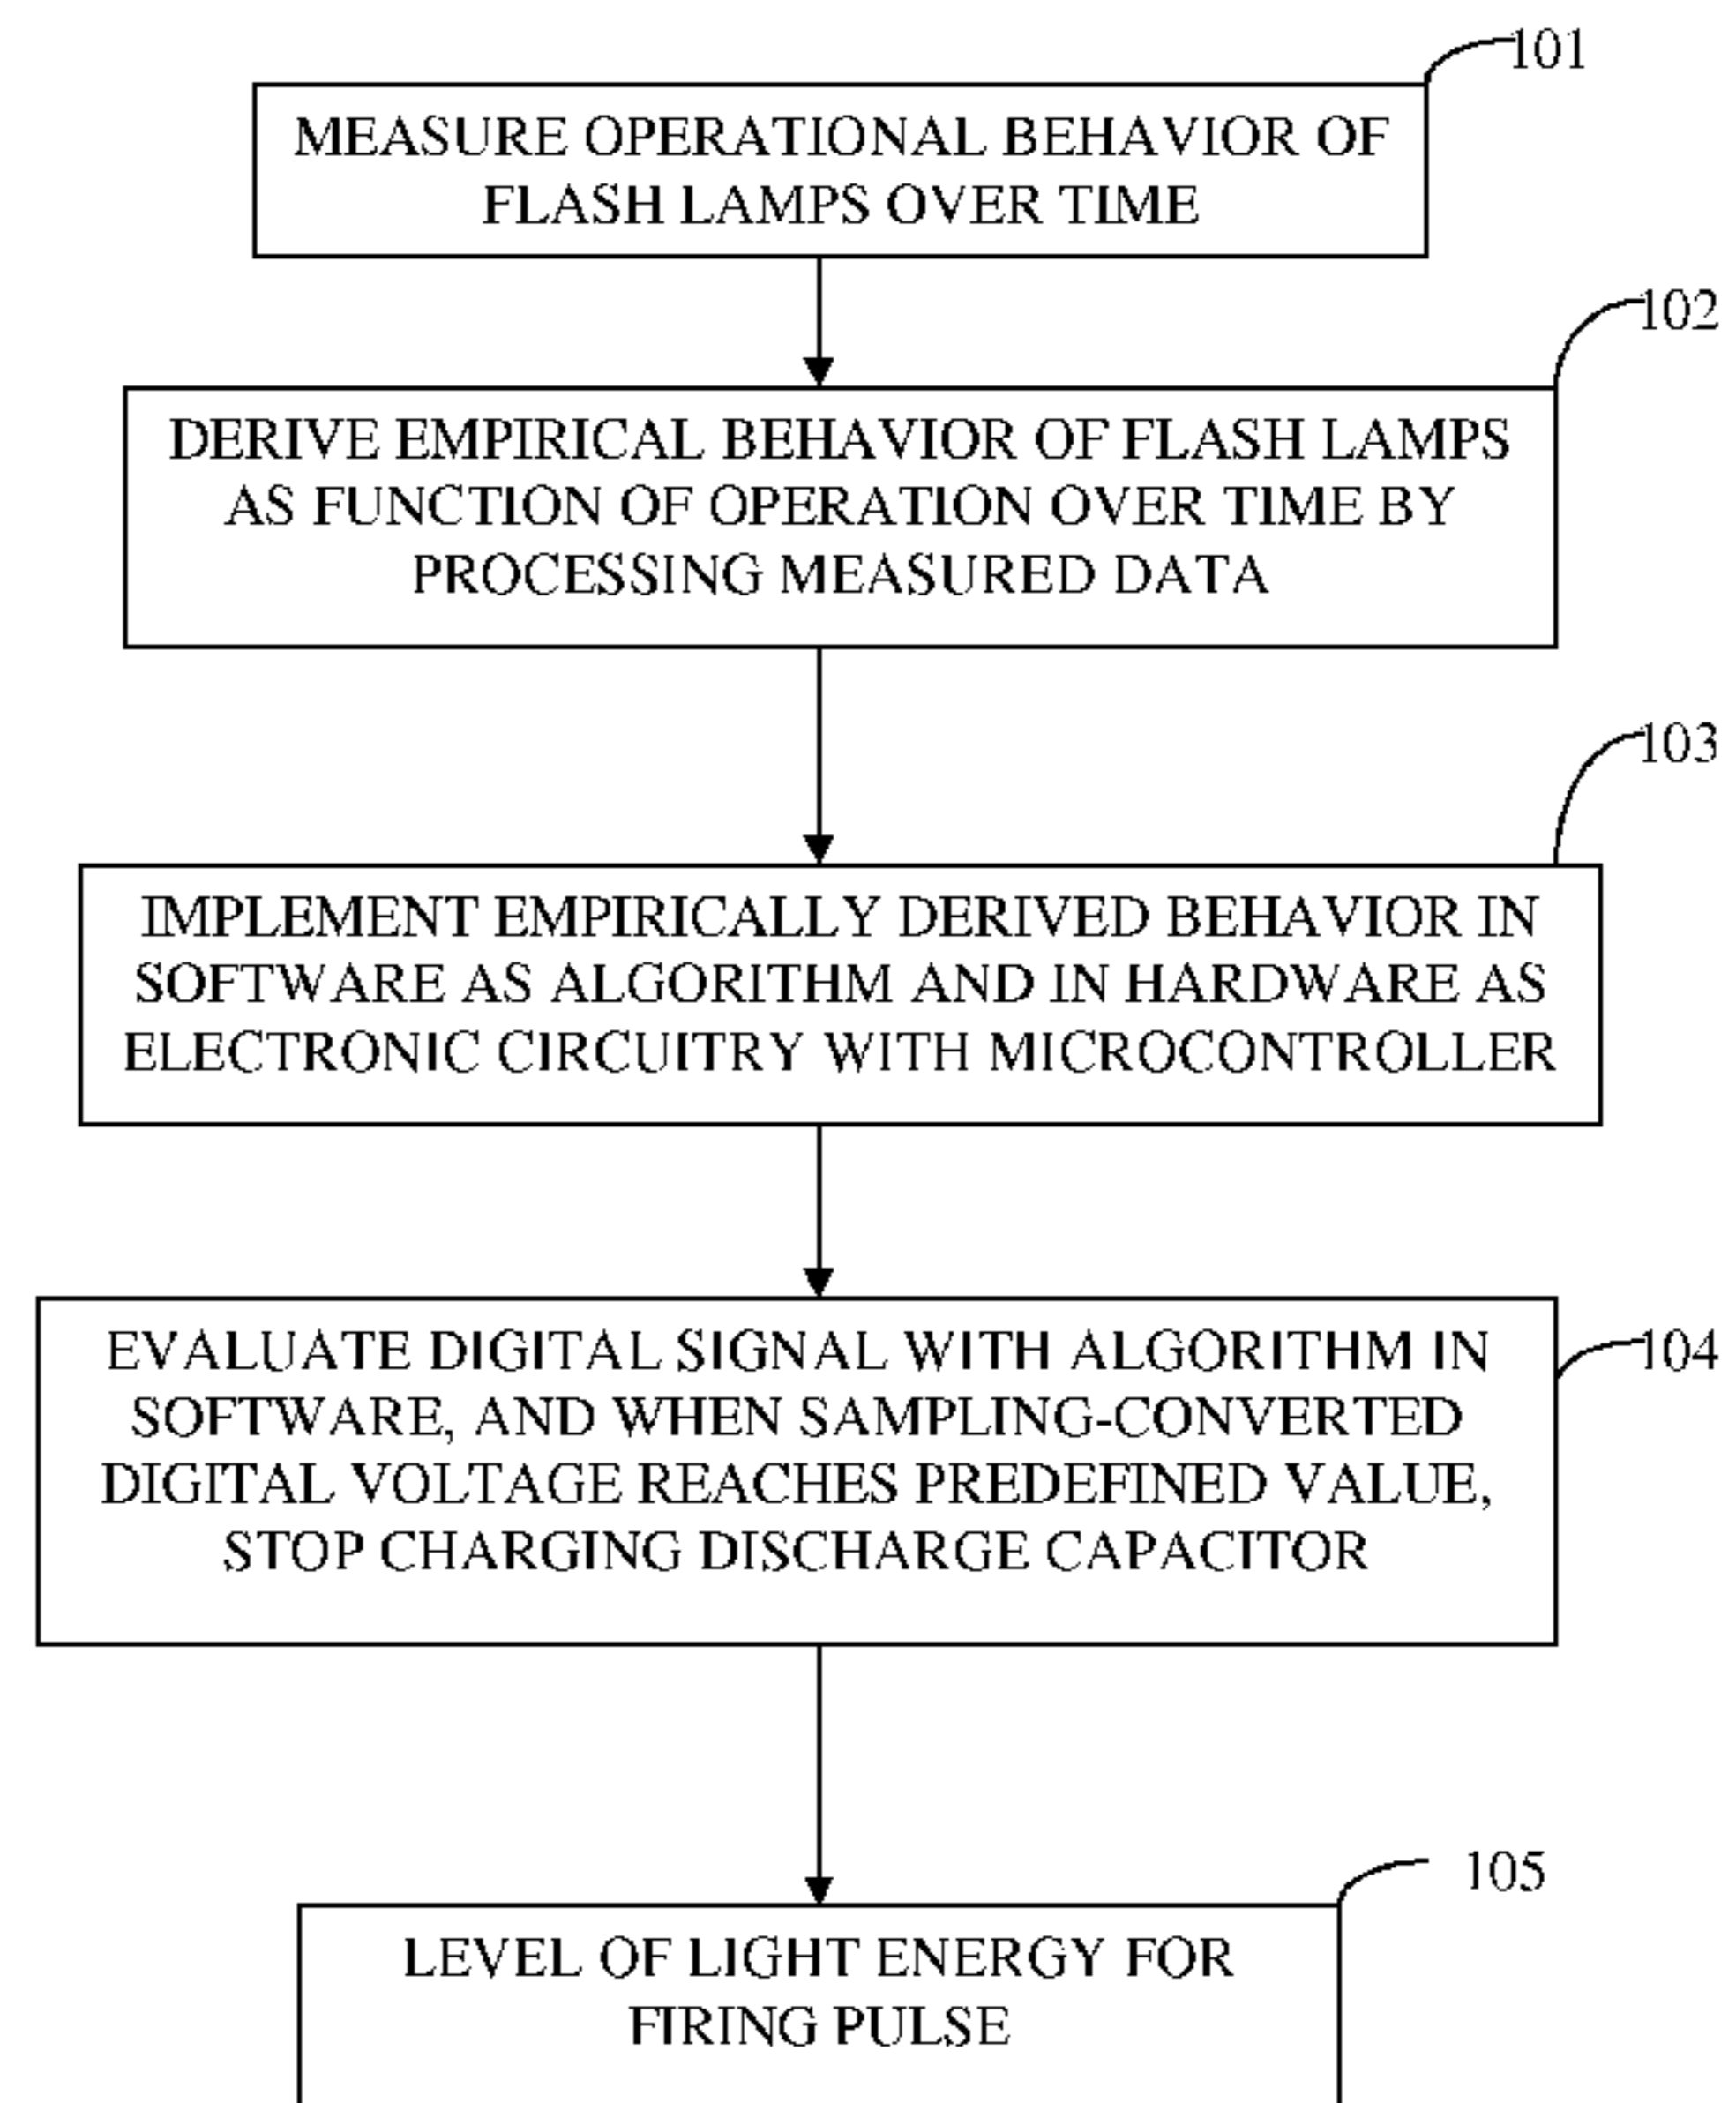 101
MEASURE OPERATIONAL BEHAVIOR OF
FLASH LAMPS OVER TIME
102
DERIVE EMPIRICAL BEHAVIOR OF FLASH LAMPS
AS FUNCTION OF OPERATION OVER TIME BY
PROCESSING MEASURED DATA
103
IMPLEMENT EMPIRICALLY DERIVED BEHAVIOR IN
SOFTWARE AS ALGORITHM AND IN HARDWARE AS
ELECTRONIC CIRCUITRY WITH MICROCONTROLLER
104
EVALUATE DIGITAL SIGNAL WITH ALGORITHM IN
SOFTWARE, AND WHEN SAMPLING-CONVERTED
DIGITAL VOLTAGE REACHES PREDEFINED VALUE,
STOP CHARGING DISCHARGE CAPACITOR
105
LEVEL OF LIGHT ENERGY FOR
FIRING PULSE